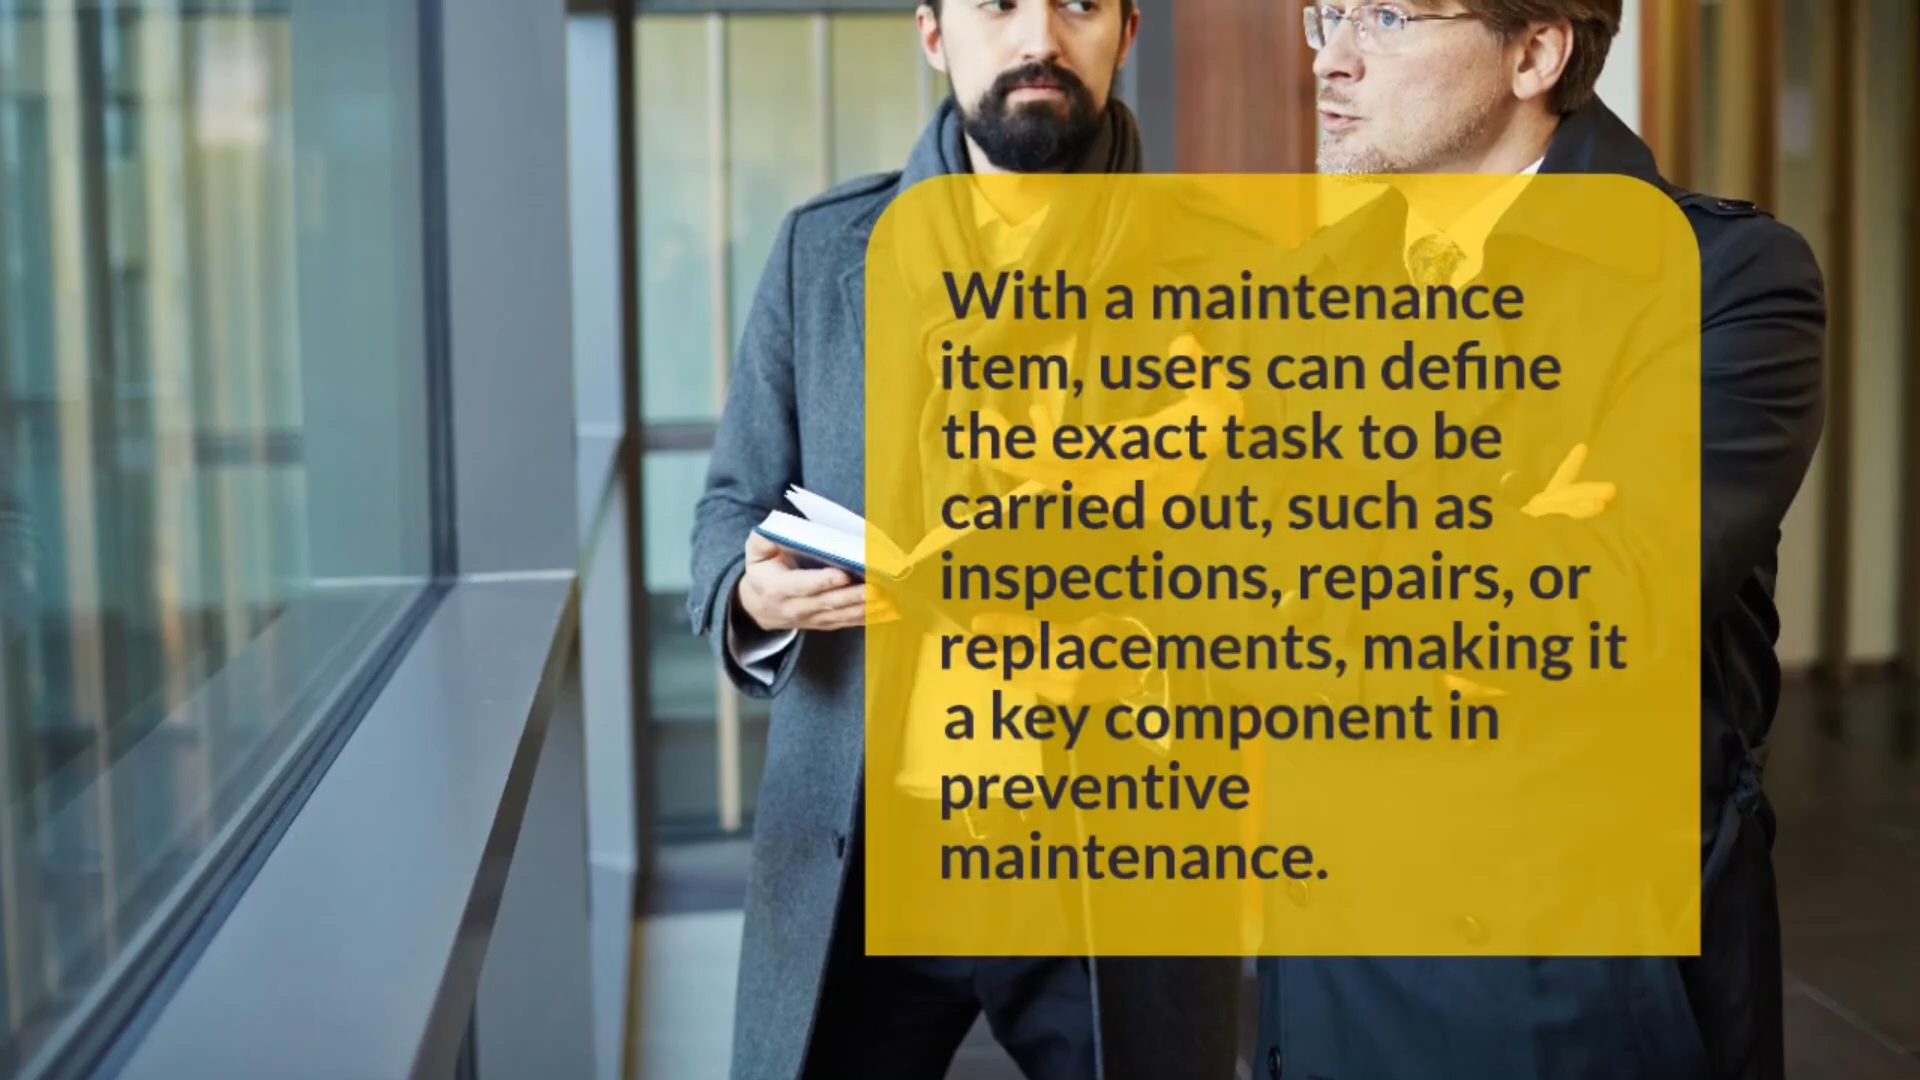 With a maintenance
item, users can define
the exact task to be
carried out, such as
inspections, repairs, or
replacements, making it
a key component in
preventive
maintenance.